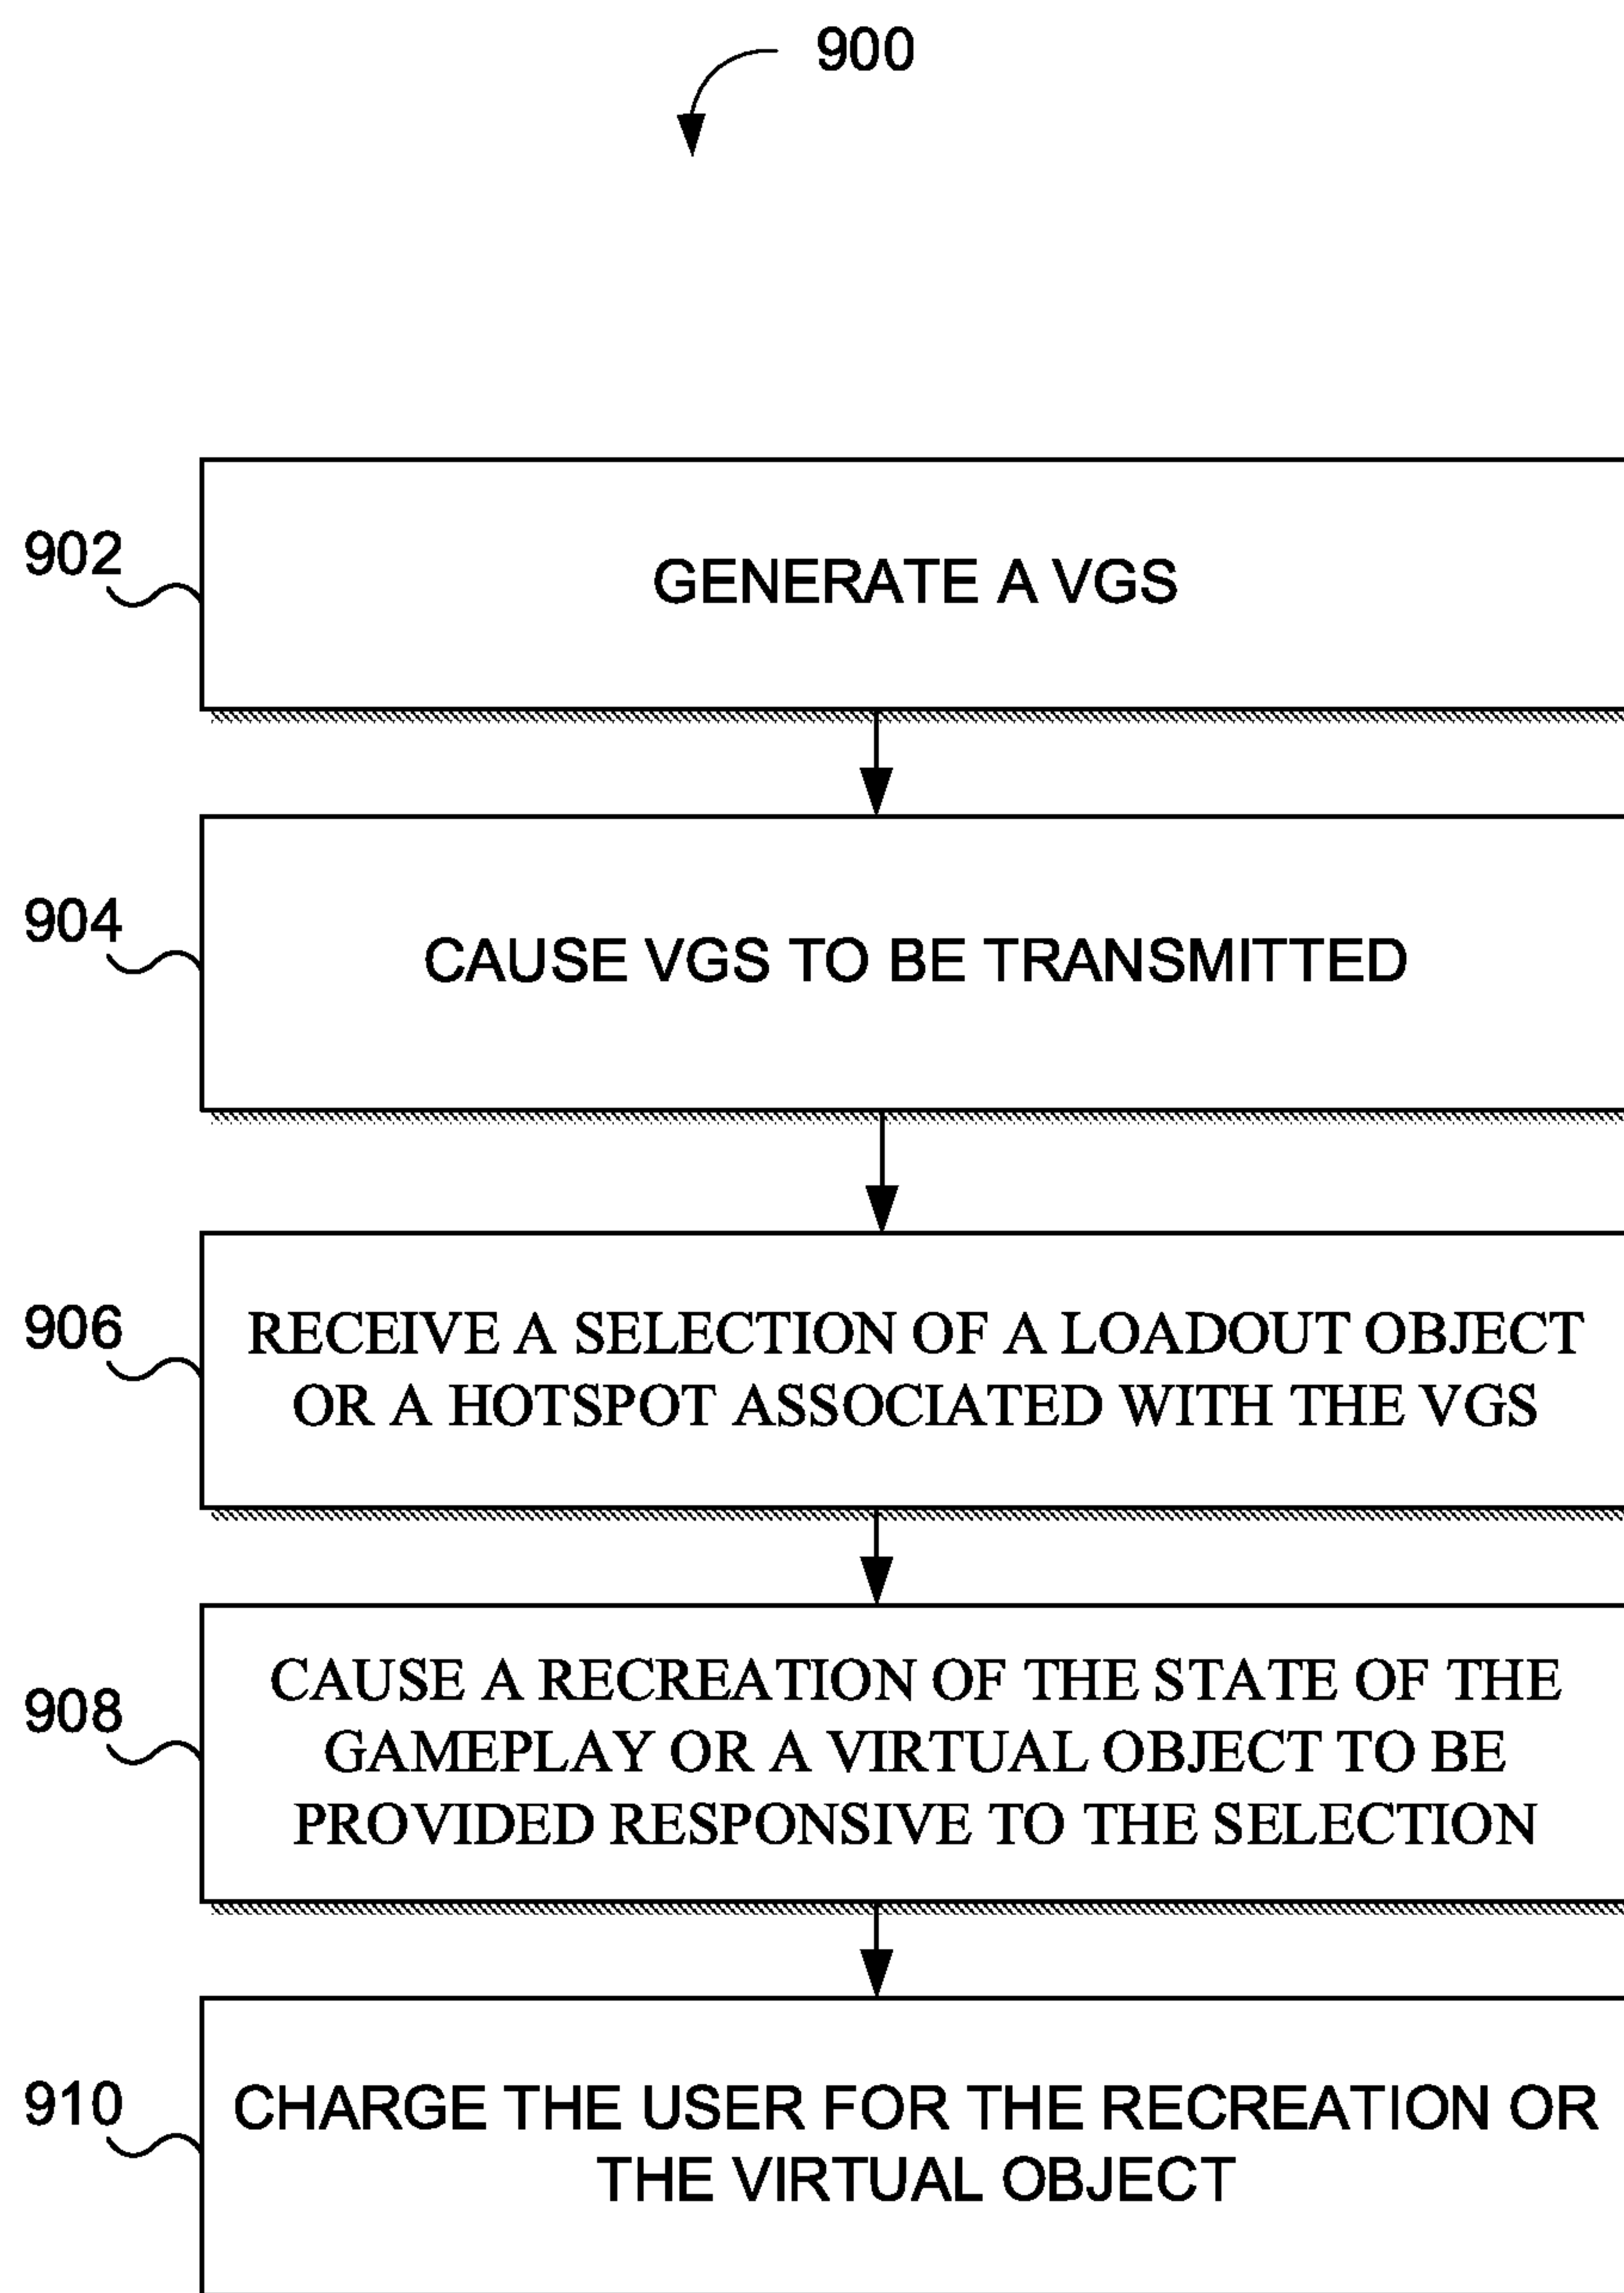 900
902
GENERATE A VGS
904
CAUSE VGS TO BE TRANSMITTED
906
RECEIVE A SELECTION OF A LOADOUT OBJECT
OR A HOTSPOT ASSOCIATED WITH THE VGS
908
CAUSE A RECREATION OF THE STATE OF THE
GAMEPLAY OR A VIRTUAL OBJECT TO BE
PROVIDED RESPONSIVE TO THE SELECTION
910
CHARGE THE USER FOR THE RECREATION OR
THE VIRTUAL OBJECT